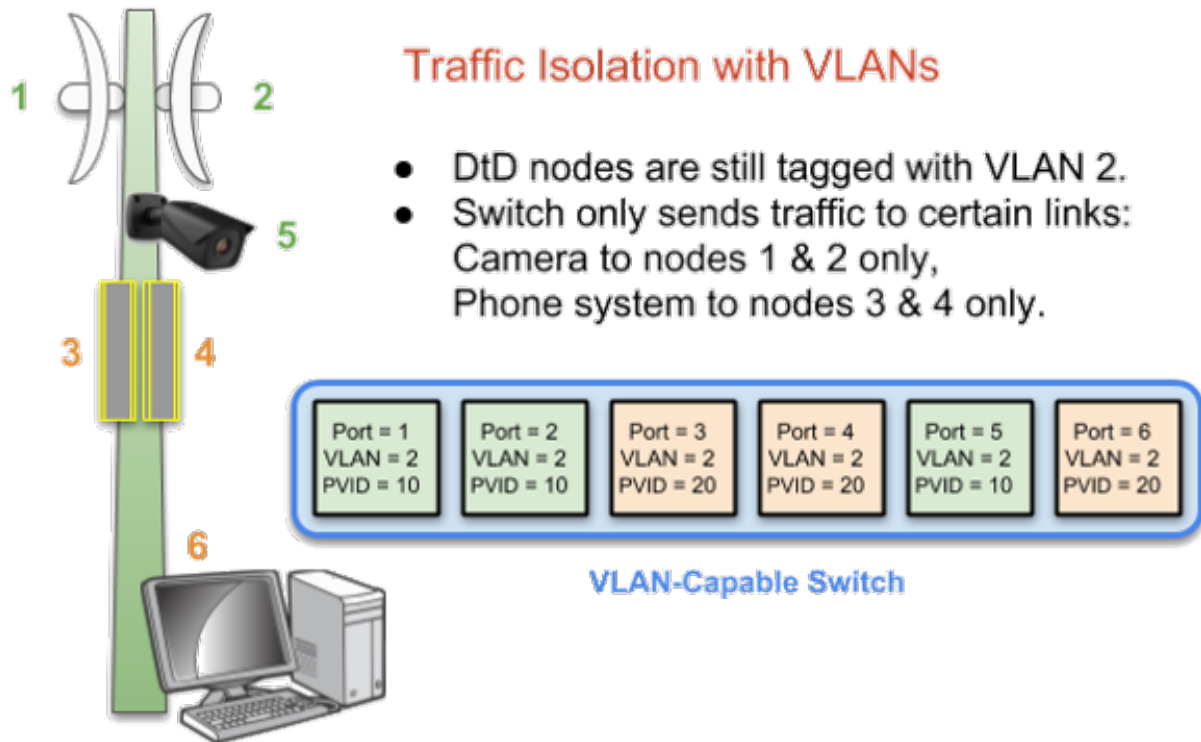 Traffic Isolation with VLANs
1
2
● DtD nodes are still tagged with VLAN 2.
● Switch only sends traffic to certain links:
Camera to nodes 1 & 2 only,
Phone system to nodes 3 & 4 only.
5
3
4
Port = 1
VLAN = 2
PVID = 10
Port = 2
VLAN = 2
PVID = 10
Port = 3
VLAN = 2
PVID = 20
Port = 4
VLAN = 2
PVID = 20
Port = 5
VLAN = 2
PVID = 10
Port = 6
VLAN = 2
PVID = 20
6
VLAN-Capable Switch